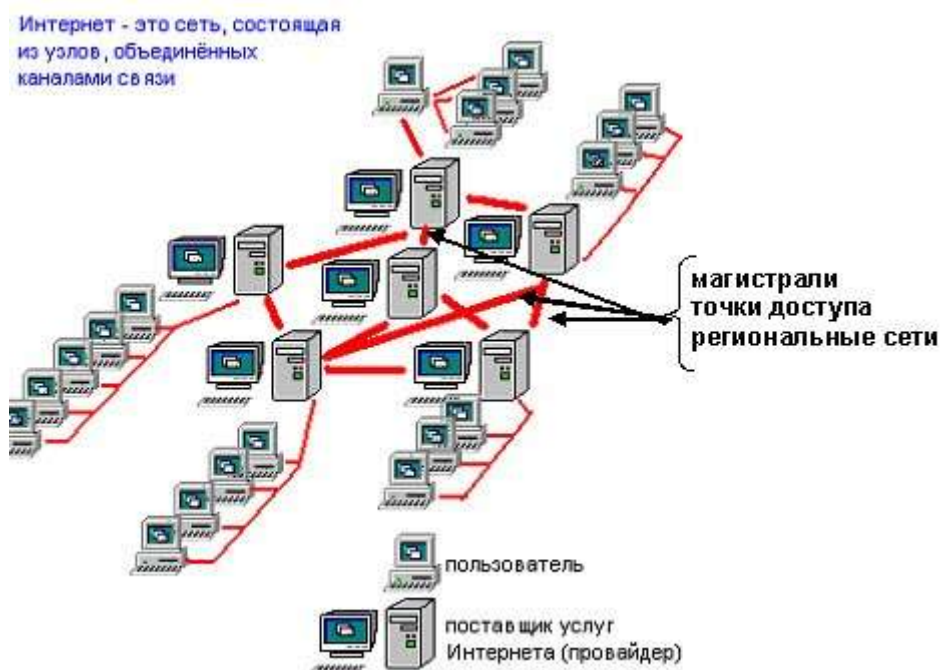 Интернет - это сеть, состоящая
из узлов, объединённых
каналами связи
магистрали
точки доступа
региональные сети
пользователь
поставщик услуг
Интернета (провайдер)